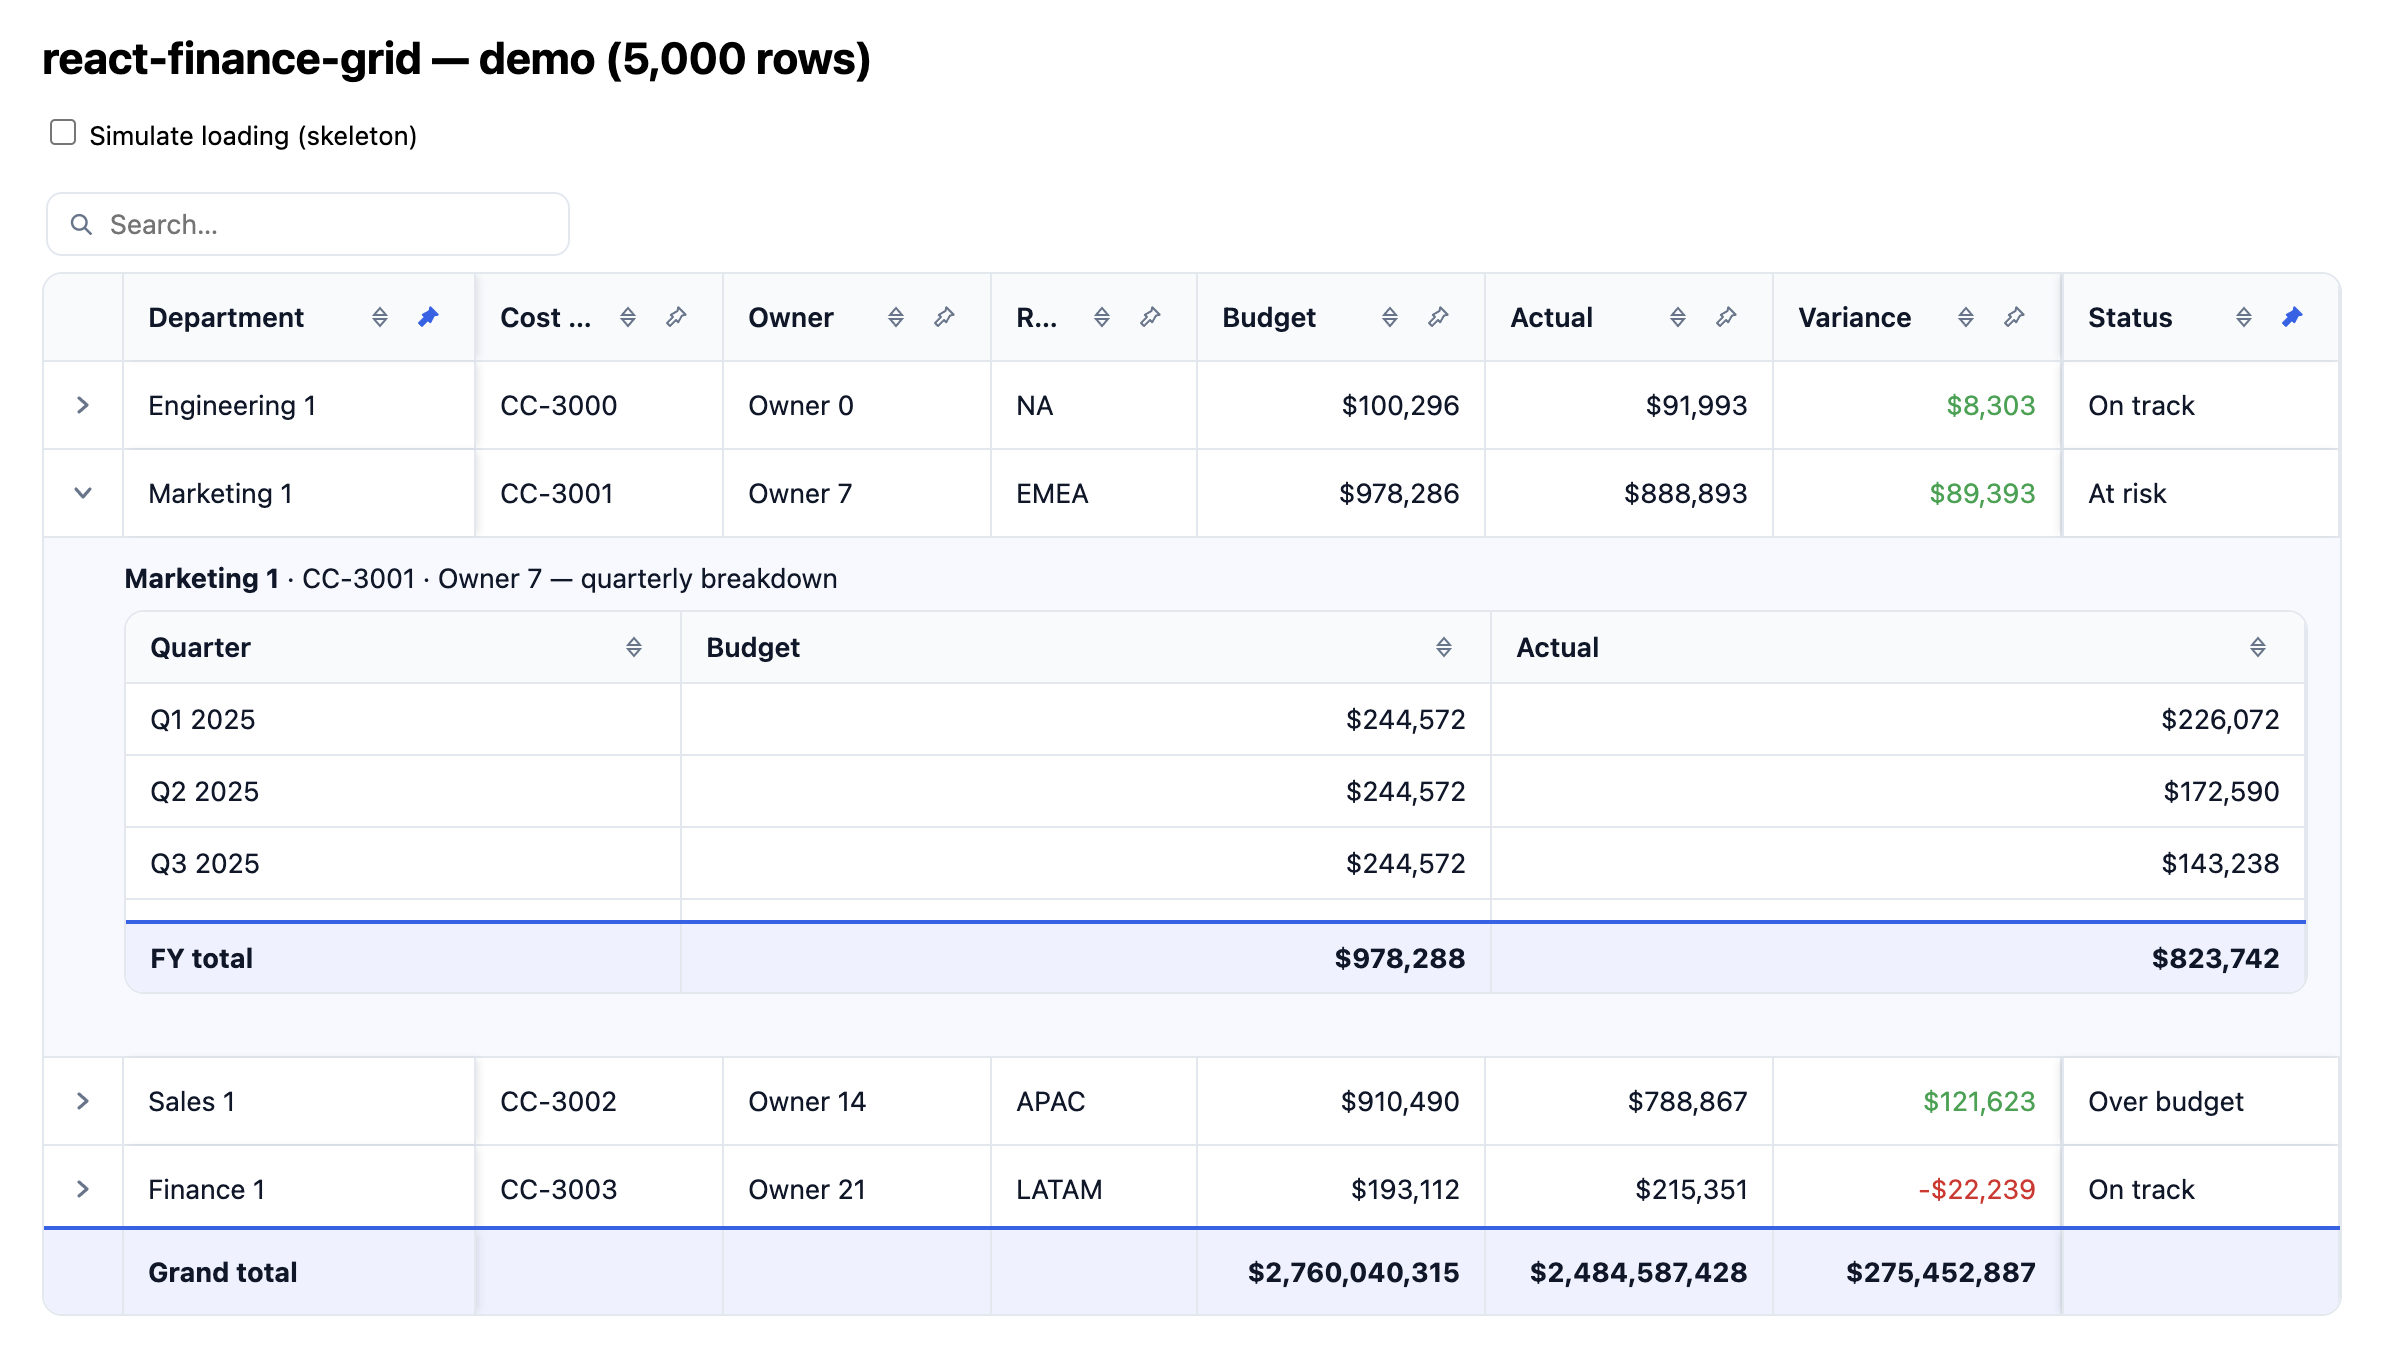 react-finance-grid — demo (5,000 rows)
Simulate loading (skeleton)
Search...
Department Cost ... Owner R... Budget Actual Variance Status
Engineering 1 CC-3000 Owner 0 NA $100,296 $91,993 $8,303 On track
Marketing 1 CC-3001 Owner 7 EMEA $978,286 $888,893 $89,393 At risk
Marketing 1 · CC-3001 · Owner 7 — quarterly breakdown
Quarter Budget Actual
Q1 2025 $244,572 $226,072
Q2 2025 $244,572 $172,590
Q3 2025 $244,572 $143,238
FY total $978,288 $823,742
Sales 1 CC-3002 Owner 14 APAC $910,490 $788,867 $121,623 Over budget
Finance 1 CC-3003 Owner 21 LATAM $193,112 $215,351 -$22,239 On track
Grand total $2,760,040,315 $2,484,587,428 $275,452,887